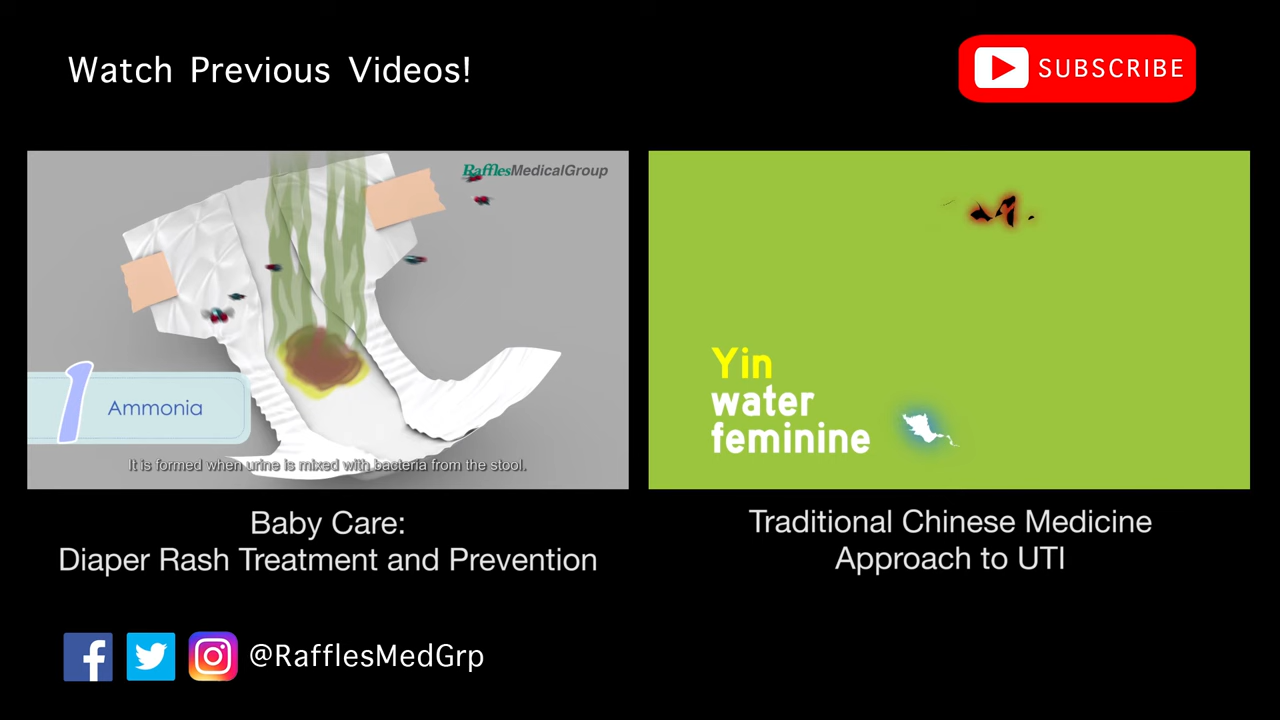 Watch Previous Videos!
SUBSCRIBE
RafflesMedicalGroup
1
Ammonia
It is formed when urine is mixed with bacteria from the stool.
Yin
water
feminine
Baby Care:
Diaper Rash Treatment and Prevention
Traditional Chinese Medicine
Approach to UTI
@RafflesMedGrp